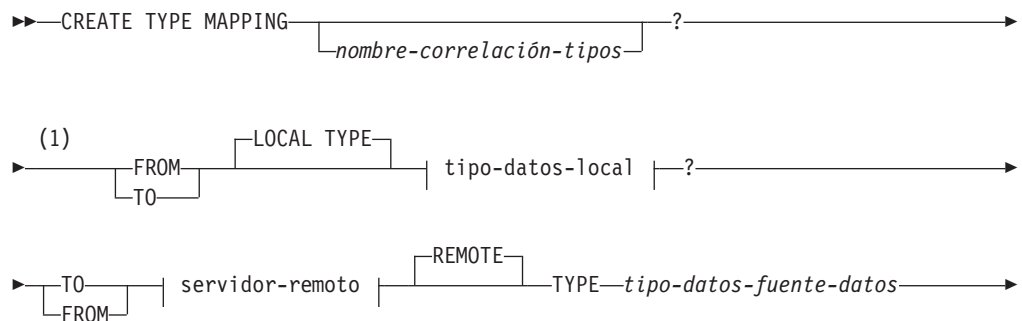 CREATE TYPE MAPPING ?
nombre-correlación-tipos
(1) LOCAL TYPE
FROM tipo-datos-local ?
TO
REMOTE
TO servidor-remoto TYPE tipo-datos-fuente-datos
FROM